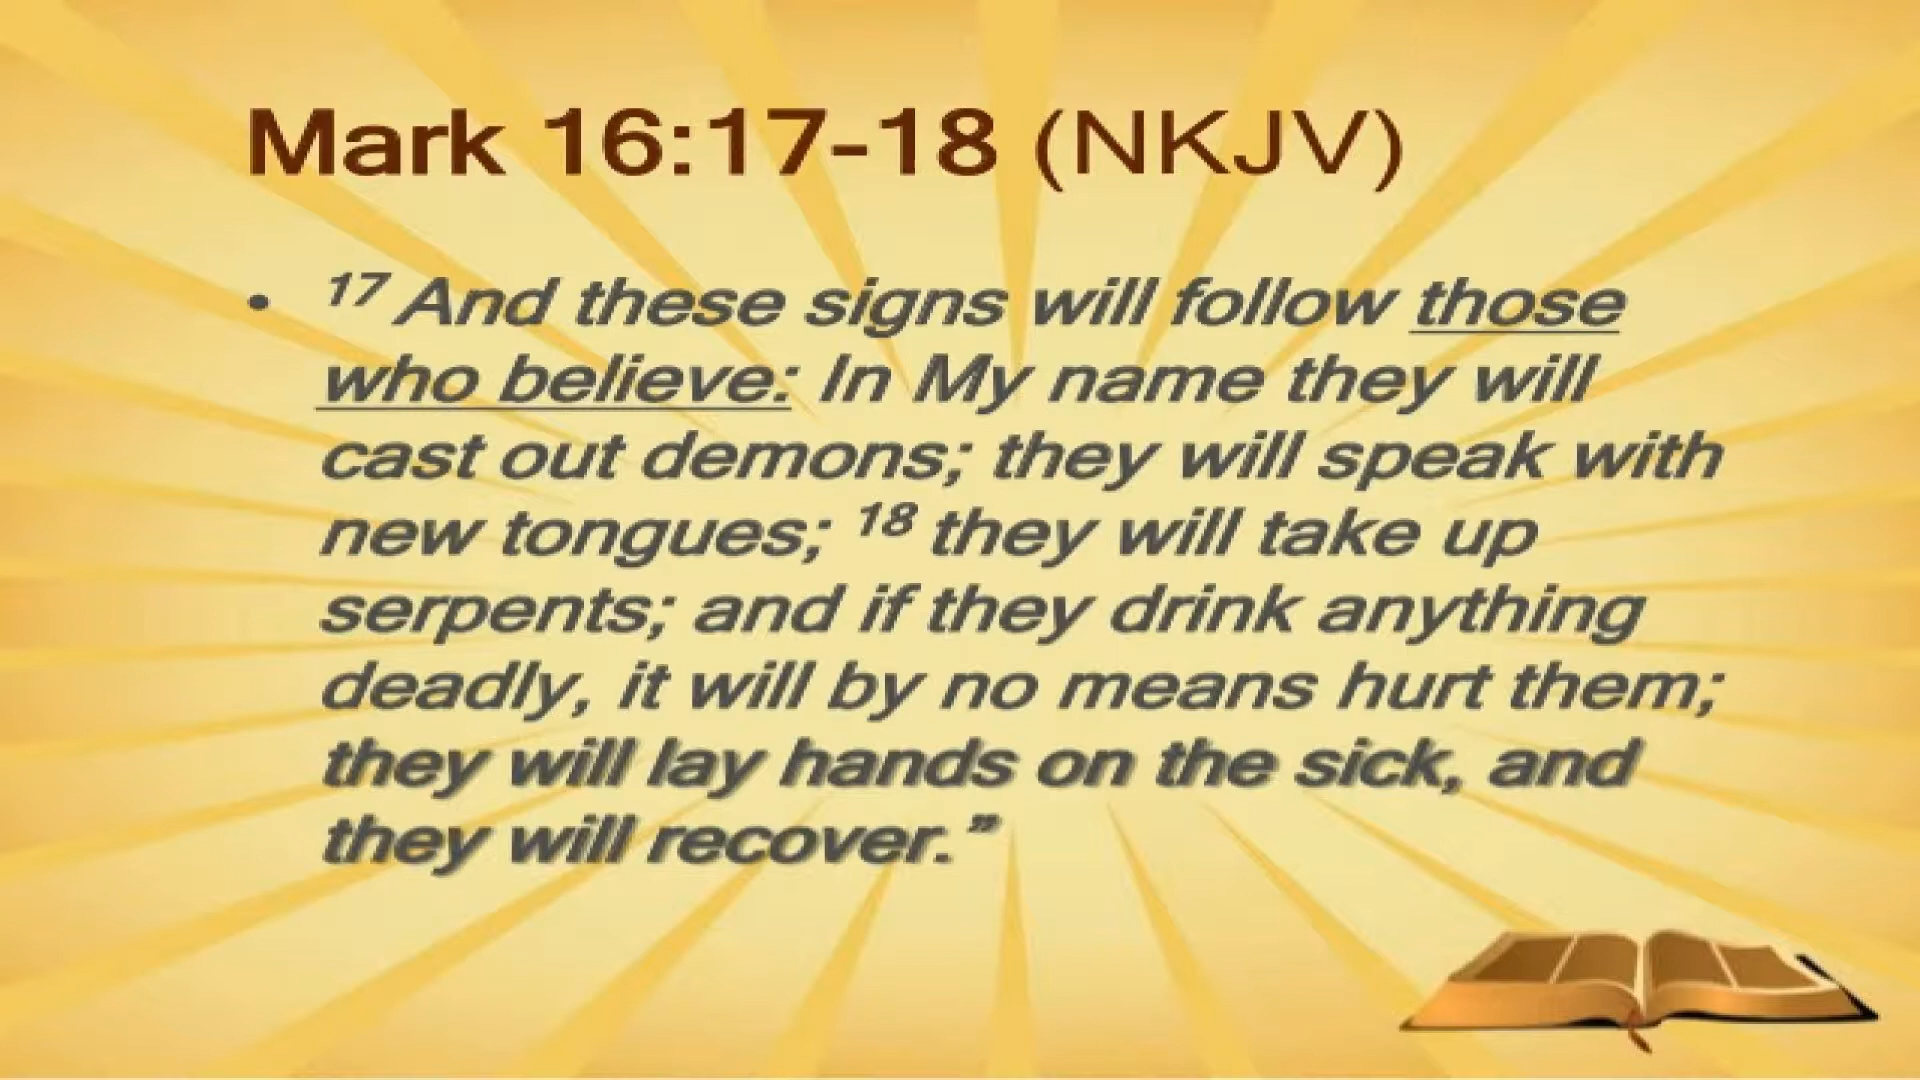 Mark 16:17-18 (NKJV)
• 17 And these signs will follow those
who believe: In My name they will
cast out demons; they will speak with
new tongues; 18 they will take up
serpents; and if they drink anything
deadly, it will by no means hurt them;
they will lay hands on the sick, and
they will recover.”